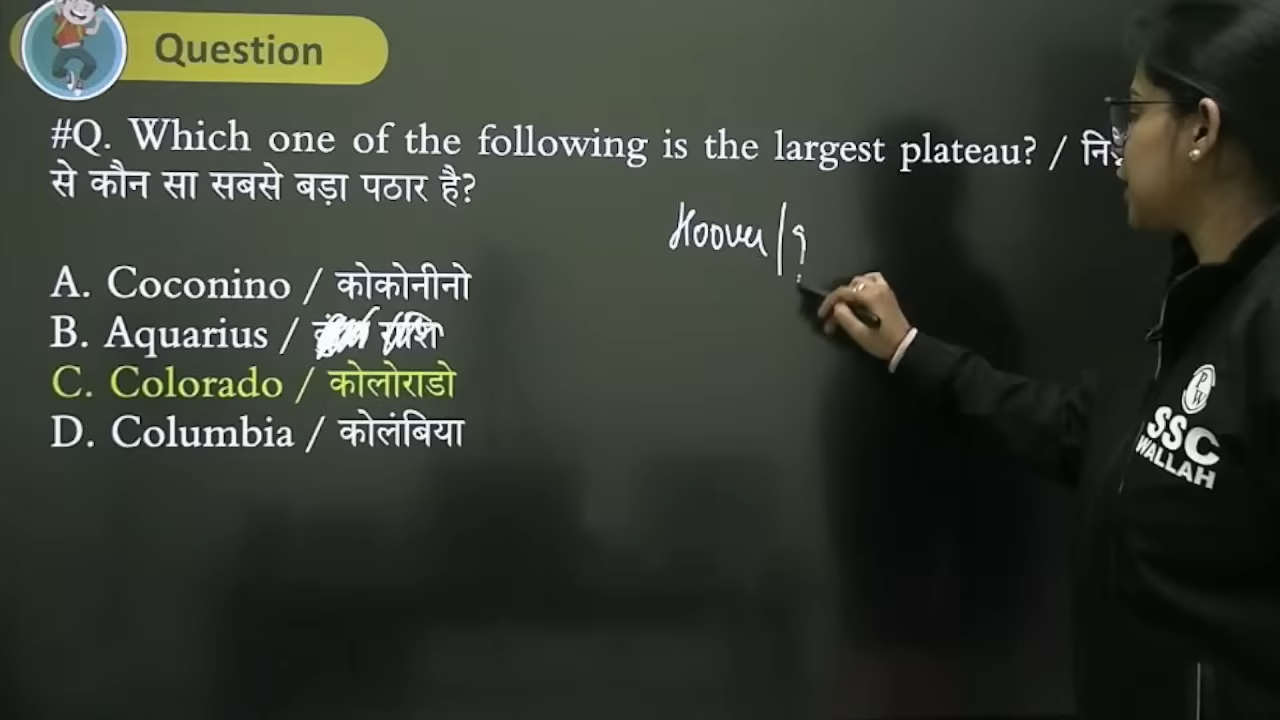 Question
#Q. Which one of the following is the largest plateau? / नि
से कौन सा सबसे बड़ा पठार है?
Hoover/
A. Coconino / कोकोनीनो
B. Aquarius / राशि
C. Colorado / कोलोराडो
D. Columbia / कोलंबिया
PW
SSC
WALLAH